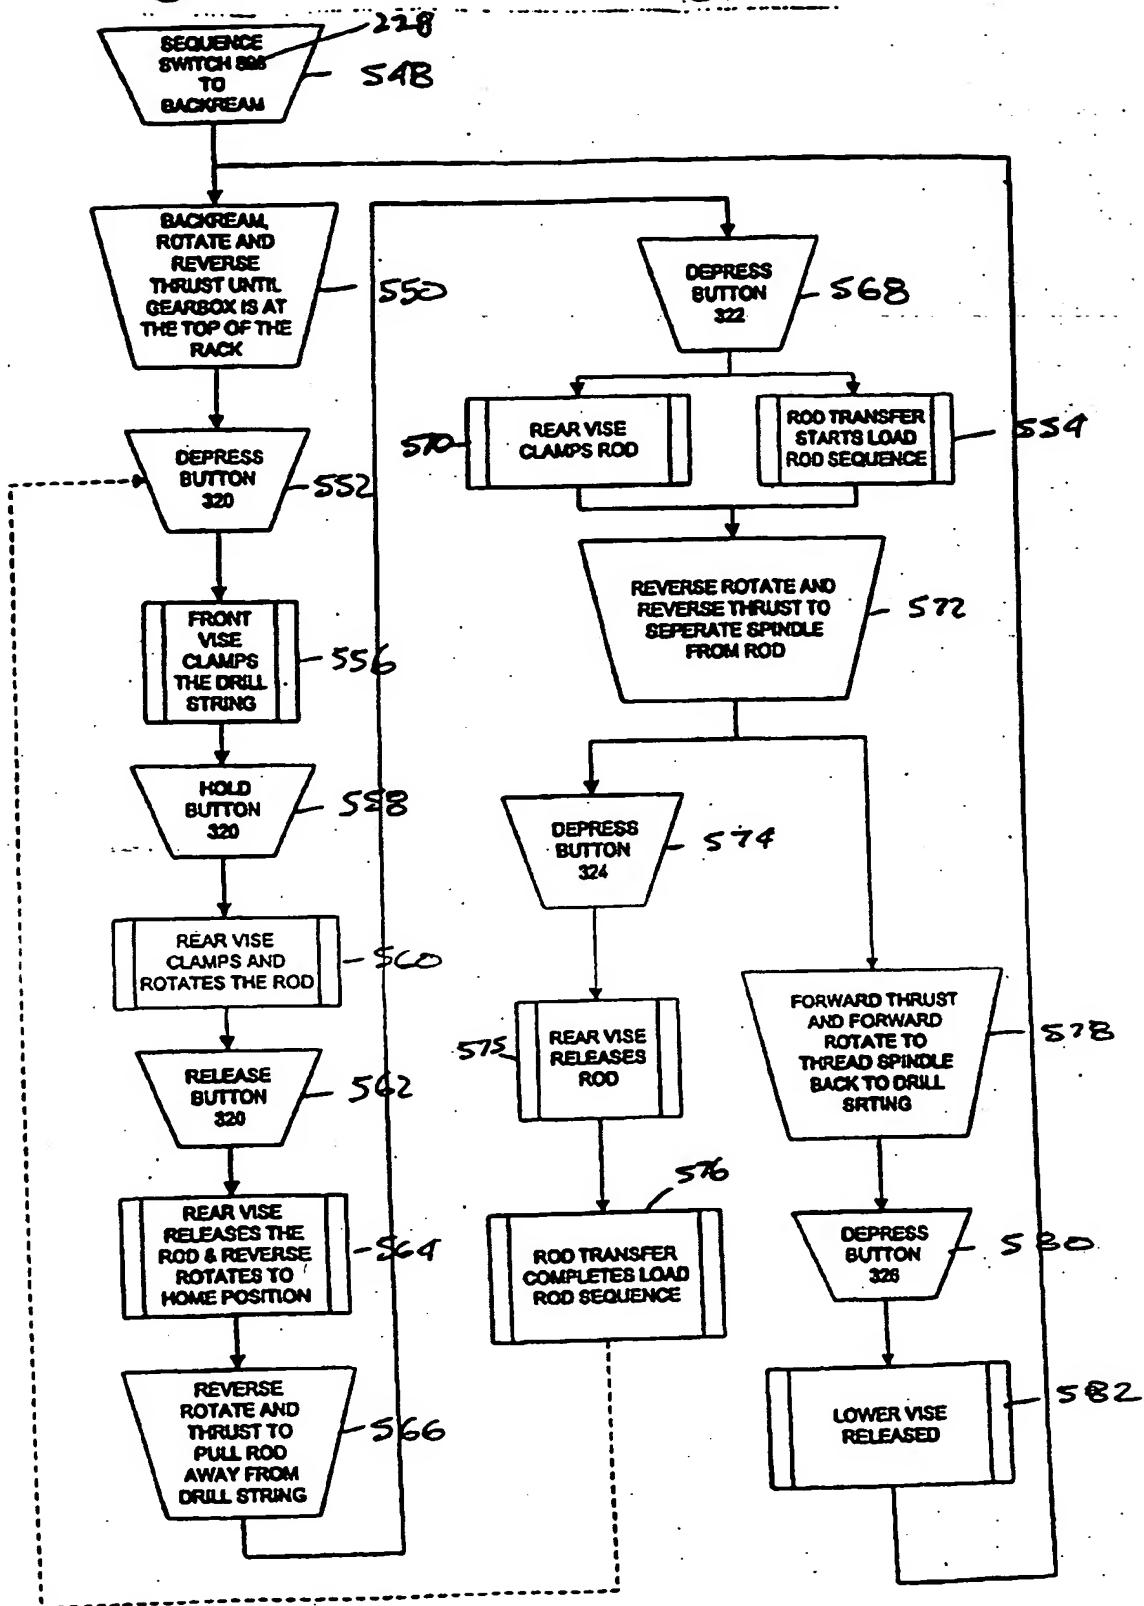 228
SEQUENCE
SWITCH
TO
BACKREAM
548
BACKREAM,
ROTATE AND
REVERSE
THRUST UNTIL
GEARBOX IS AT
THE TOP OF THE
RACK
550
DEPRESS
BUTTON
320
552
FRONT
VISE
CLAMPS
THE DRILL
STRING
556
HOLD
BUTTON
320
558
REAR VISE
CLAMPS AND
ROTATES THE ROD
560
RELEASE
BUTTON
320
562
REAR VISE
RELEASES THE
ROD & REVERSE
ROTATES TO
HOME POSITION
564
REVERSE
ROTATE AND
THRUST TO
PULL ROD
AWAY FROM
DRILL STRING
566
DEPRESS
BUTTON
322
568
570
REAR VISE
CLAMPS ROD
ROD TRANSFER
STARTS LOAD
ROD SEQUENCE
554
REVERSE ROTATE AND
REVERSE THRUST TO
SEPERATE SPINDLE
FROM ROD
572
DEPRESS
BUTTON
324
574
575
REAR VISE
RELEASES
ROD
576
ROD TRANSFER
COMPLETES LOAD
ROD SEQUENCE
FORWARD THRUST
AND FORWARD
ROTATE TO
THREAD SPINDLE
BACK TO DRILL
SRTING
578
DEPRESS
BUTTON
326
580
LOWER VISE
RELEASED
582